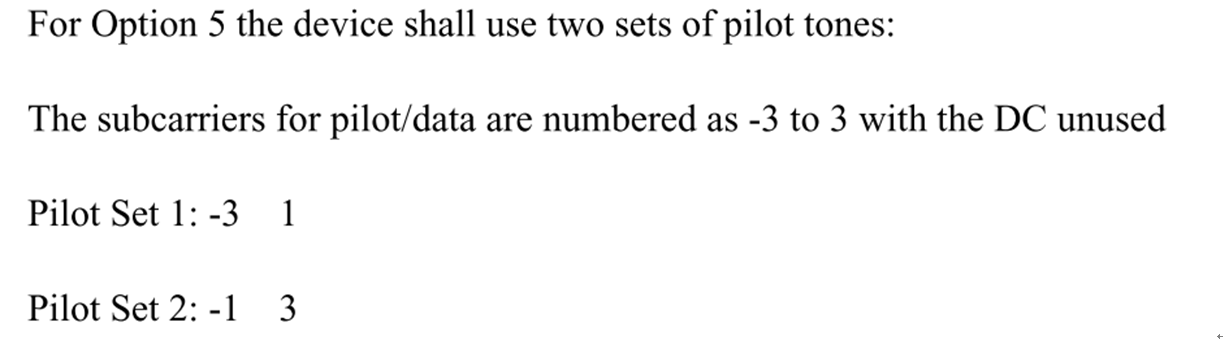 For Option 5 the device shall use two sets of pilot tones:
The subcarriers for pilot/data are numbered as -3 to 3 with the DC unused
Pilot Set 1: -3 1
Pilot Set 2: -1 3